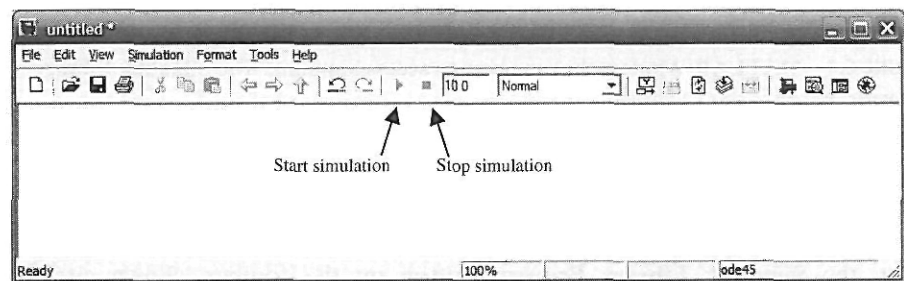 untitled *
File Edit View Simulation Format Tools Help
10.0 Normal
Start simulation Stop simulation
Ready 100% ode45